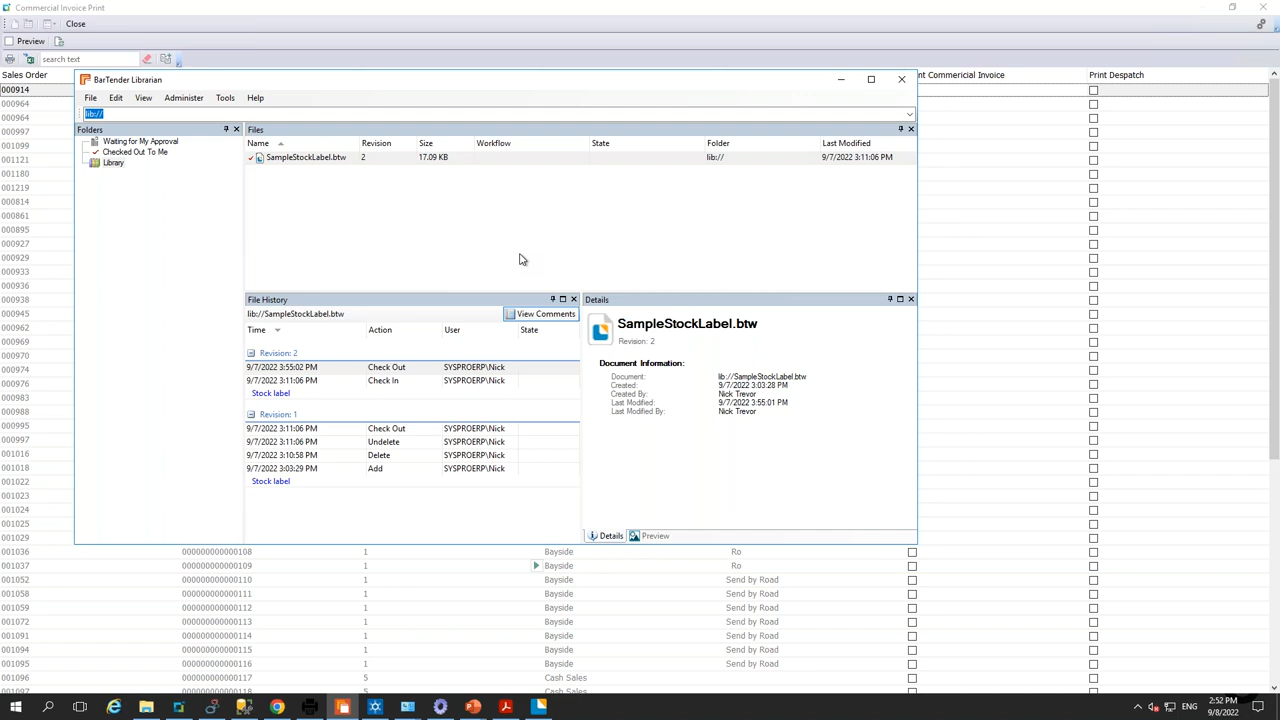 Commercial Invoice Print
Close
Preview
search text
Sales Order
nt Commericial Invoice
Print Despatch
000914
000964
000964
000997
001099
001121
001180
001219
000814
000861
000895
000927
000929
000933
000936
000938
000945
000962
000969
000970
000974
000983
000988
000995
000997
001016
001018
001022
001023
001024
001025
001029
BarTender Librarian
File Edit View Administer Tools Help
lib://
Folders
Waiting for My Approval
Checked Out To Me
Library
Files
Name Revision Size Workflow State Folder Last Modified
SampleStockLabel.btw 2 17.09 KB lib:// 9/7/2022 3:11:06 PM
File History
lib://SampleStockLabel.btw View Comments
Time Action User State
Revision: 2
9/7/2022 3:55:02 PM Check Out SYSPROERP\Nick
9/7/2022 3:11:06 PM Check In SYSPROERP\Nick
Stock label
Revision: 1
9/7/2022 3:11:06 PM Check Out SYSPROERP\Nick
9/7/2022 3:11:06 PM Undelete SYSPROERP\Nick
9/7/2022 3:10:58 PM Delete SYSPROERP\Nick
9/7/2022 3:03:29 PM Add SYSPROERP\Nick
Stock label
Details
SampleStockLabel.btw
Revision: 2
Document Information:
Document: lib://SampleStockLabel.btw
Created: 9/7/2022 3:03:28 PM
Created By: Nick Trevor
Last Modified: 9/7/2022 3:55:01 PM
Last Modified By: Nick Trevor
Details Preview
001036 000000000000108 1 Bayside Ro
001037 000000000000109 1 Bayside Ro
001052 000000000000110 1 Bayside Send by Road
001058 000000000000111 1 Bayside Send by Road
001059 000000000000112 1 Bayside Send by Road
001072 000000000000113 1 Bayside Send by Road
001091 000000000000114 1 Bayside Send by Road
001094 000000000000115 1 Bayside Send by Road
001095 000000000000116 1 Bayside Send by Road
001096 000000000000117 5 Cash Sales
001097 000000000000118 5 Cash Sales
ENG
2:52 PM
9/8/2022